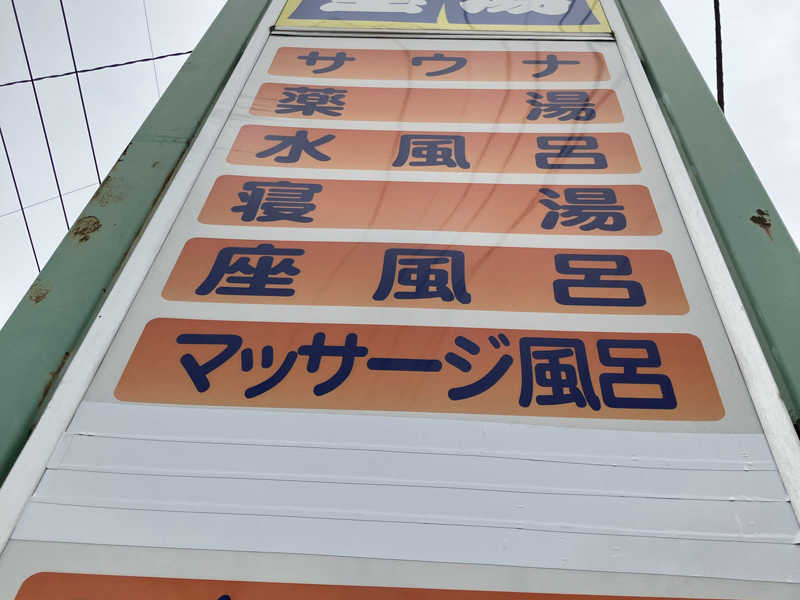 サウナ
薬湯
水風呂
寝湯
座風呂
マッサージ風呂